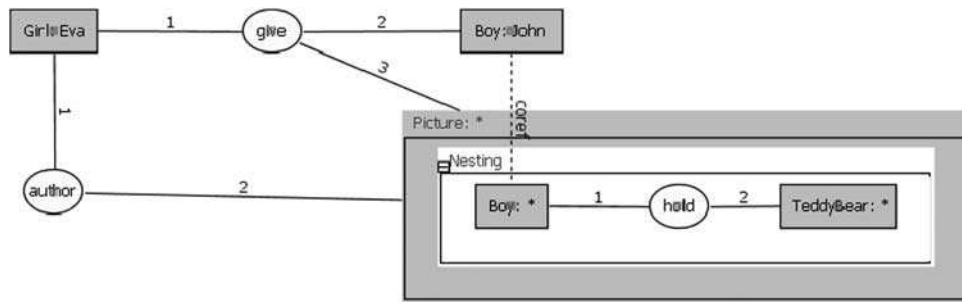 Girl:Eva
1
give
2
Boy:John
3
1
coref
Picture: *
Nesting
author
2
Boy: *
1
hold
2
TeddyBear: *